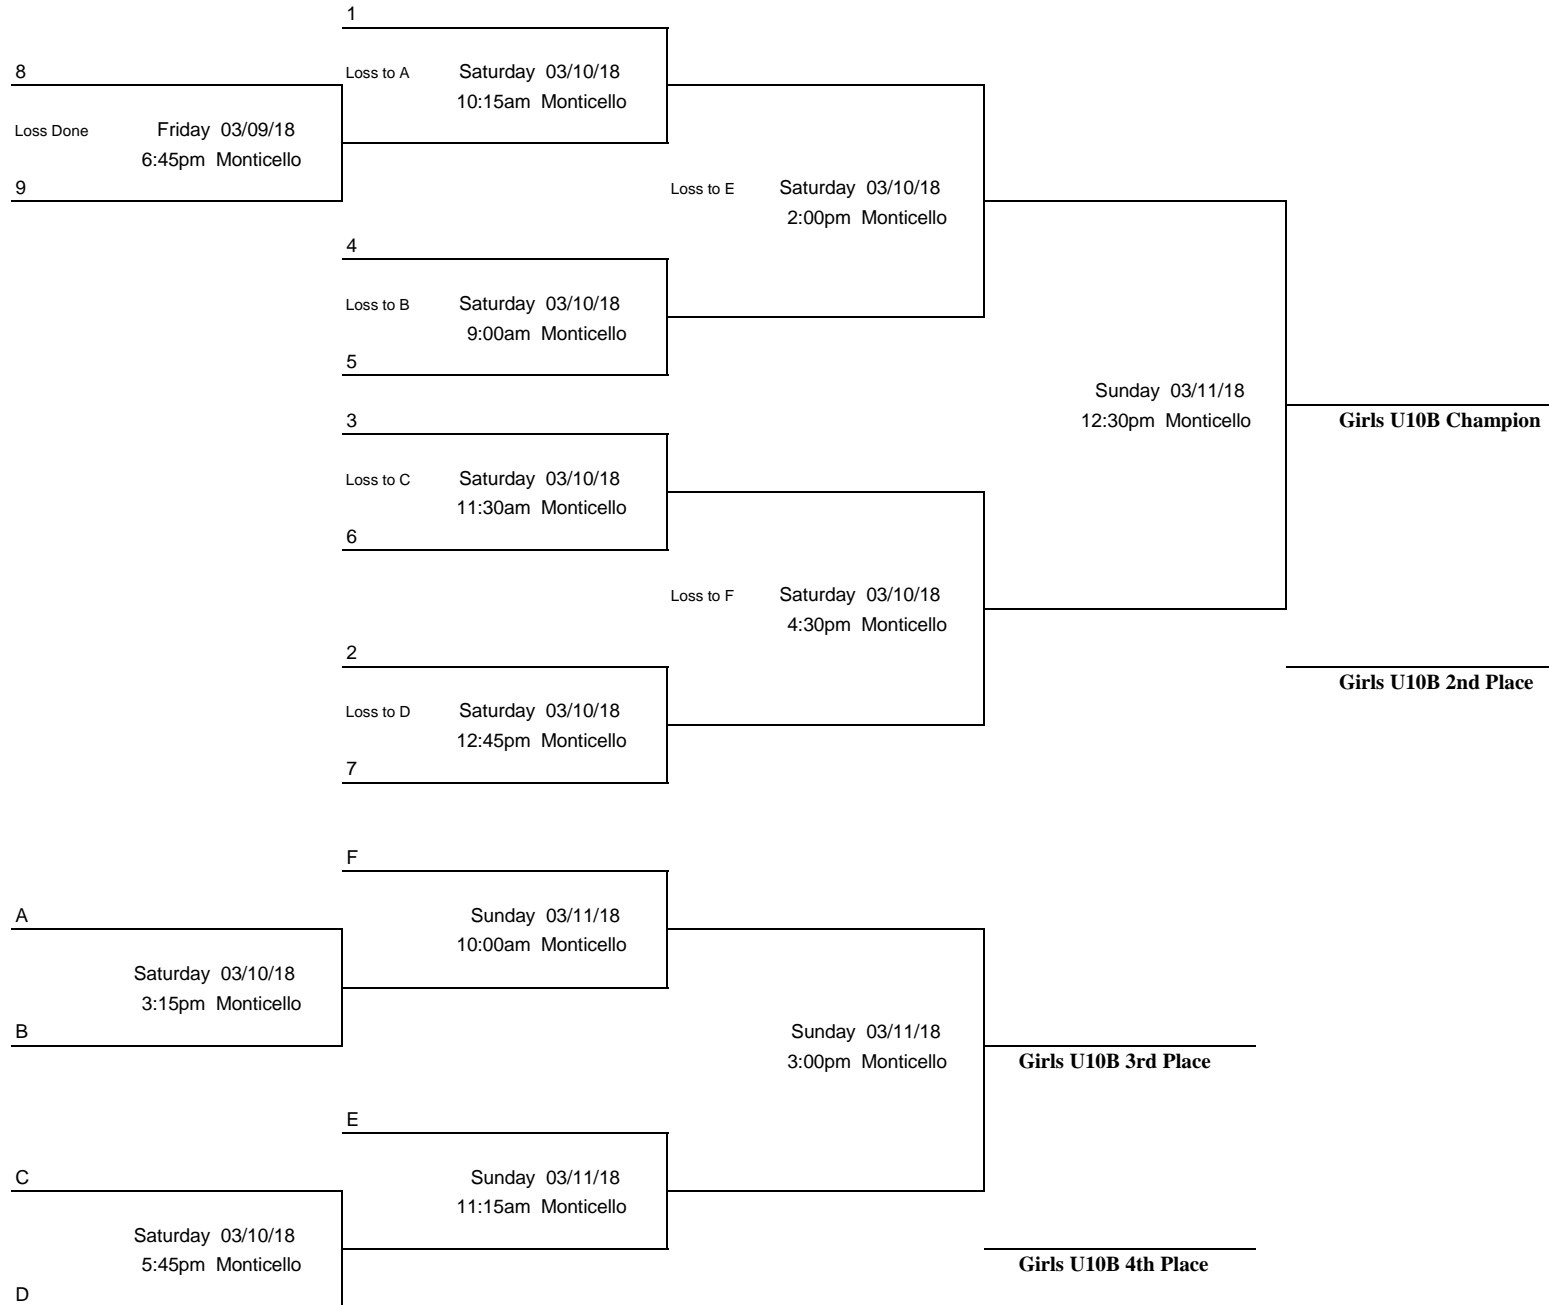 1
8
Loss to A Saturday 03/10/18
10:15am Monticello
Loss Done Friday 03/09/18
6:45pm Monticello
9
Loss to E Saturday 03/10/18
2:00pm Monticello
4
Loss to B Saturday 03/10/18
9:00am Monticello
5
Sunday 03/11/18
12:30pm Monticello
Girls U10B Champion
3
Loss to C Saturday 03/10/18
11:30am Monticello
6
Loss to F Saturday 03/10/18
4:30pm Monticello
2
Girls U10B 2nd Place
Loss to D Saturday 03/10/18
12:45pm Monticello
7
F
A
Sunday 03/11/18
10:00am Monticello
Saturday 03/10/18
3:15pm Monticello
B
Sunday 03/11/18
3:00pm Monticello
Girls U10B 3rd Place
E
C
Sunday 03/11/18
11:15am Monticello
Saturday 03/10/18
5:45pm Monticello
Girls U10B 4th Place
D